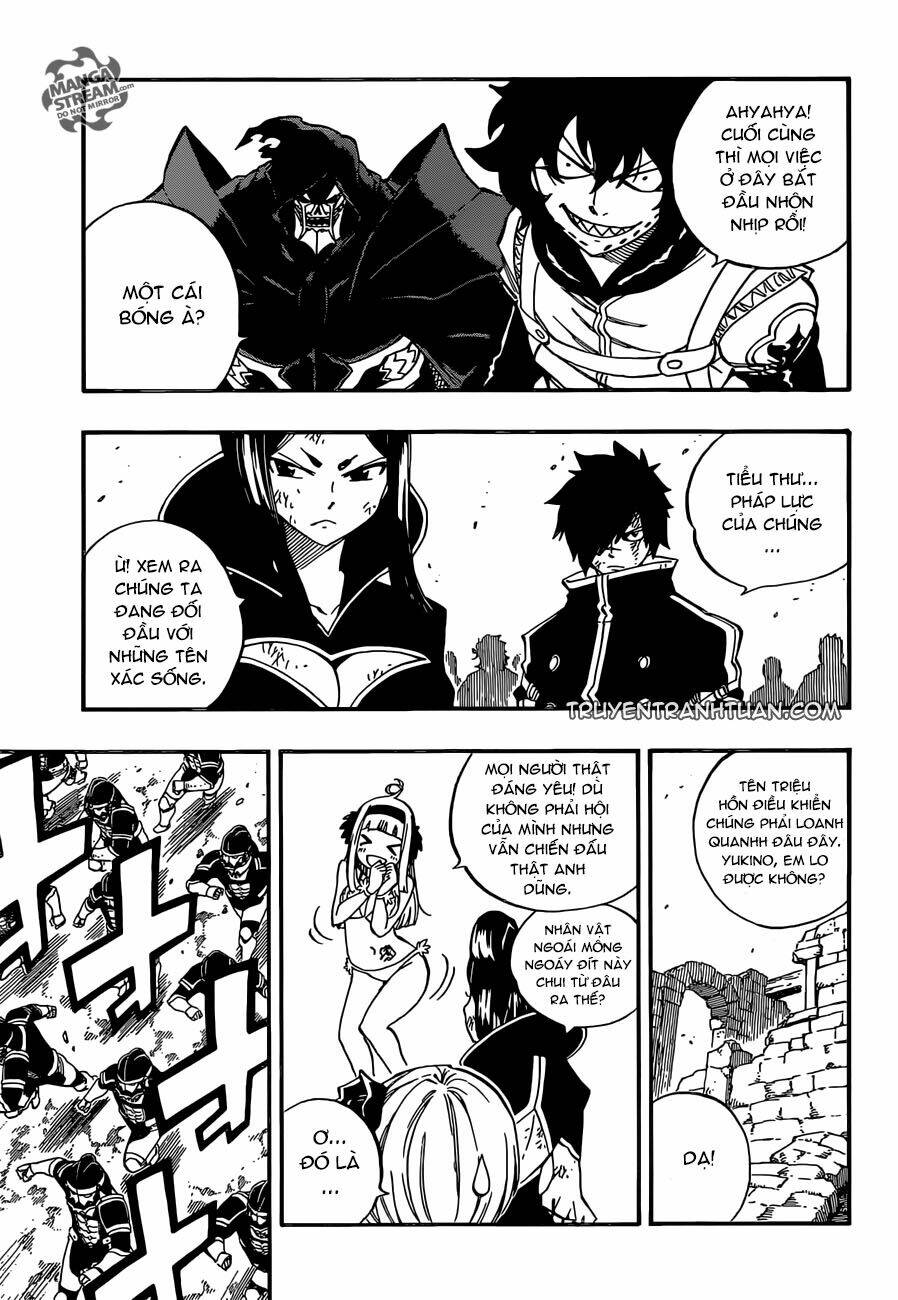 MANGA
STREAM.com
DO NOT MIRROR
AHYAHYA!
CUỐI CÙNG
THÌ MỌI VIỆC
Ở ĐÂY BẮT
ĐẦU NHỘN
NHỊP RỒI!
MỘT CÁI
BÓNG À?
TIỂU THƯ...
PHÁP LỰC
CỦA CHÚNG
...
Ừ! XEM RA
CHÚNG TA
ĐANG ĐỐI
ĐẦU VỚI
NHỮNG TÊN
XÁC SỐNG.
TRUYENTRANHTUAN.COM
TÊN TRIỆU
HỒN ĐIỀU KHIỂN
CHÚNG PHẢI LOANH
QUANHH ĐÂU ĐÂY.
YUKINO, EM LO
ĐƯỢC KHÔNG?
DẠ!
MỌI NGƯỜI THẬT
ĐÁNG YÊU! DÙ
KHÔNG PHẢI HỘI
CỦA MÌNH NHƯNG
VẪN CHIẾN ĐẤU
THẬT ANH
DŨNG.
NHÂN VẬT
NGOÁI MÔNG
NGOÁY ĐÍT NÀY
CHUI TỪ ĐÂU
RA THẾ?
Ơ...
ĐÓ LÀ
...